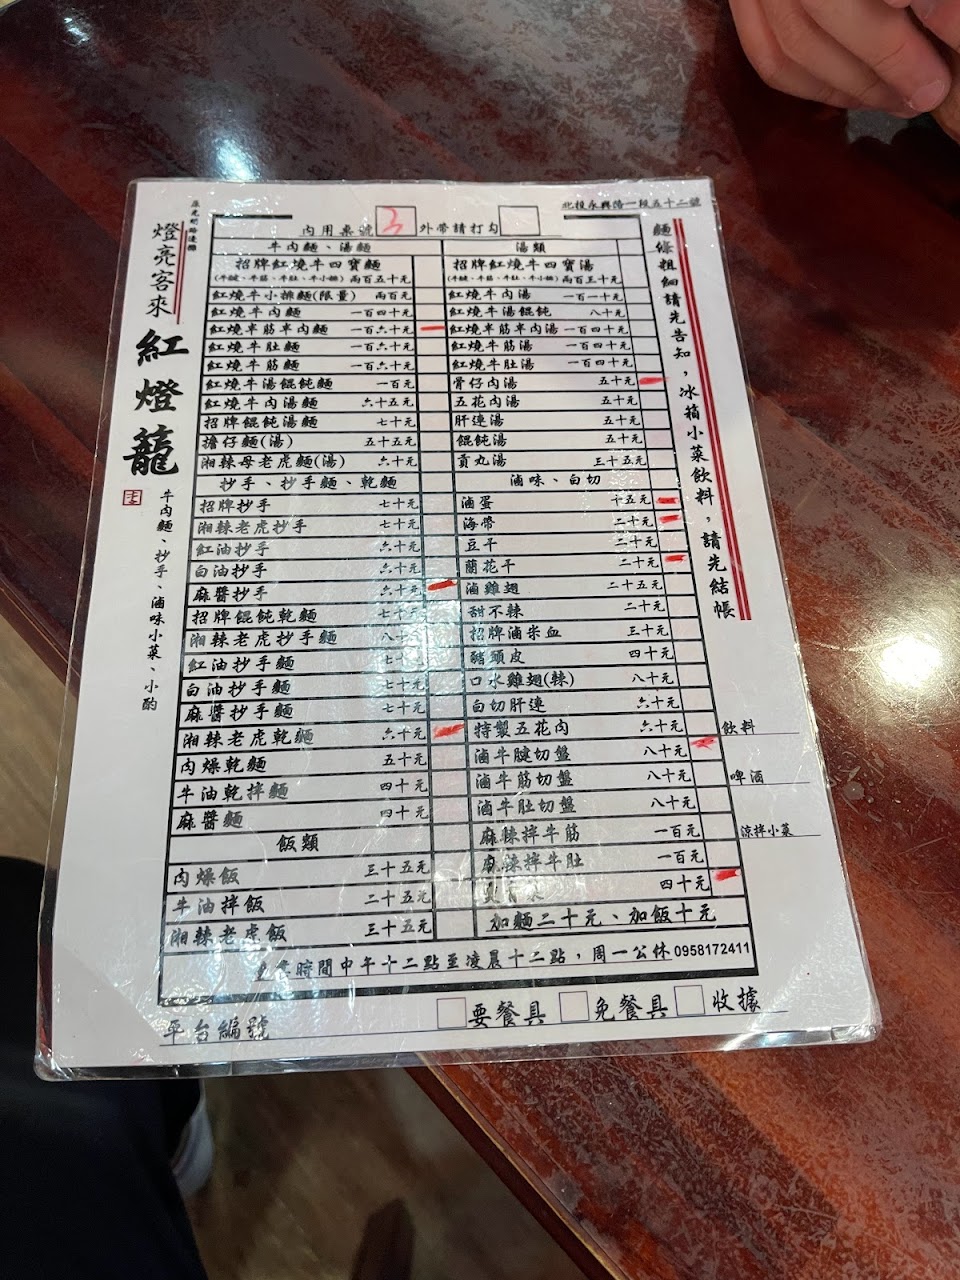 北投永興路一段五十二號
內用桌號 3 外帶請打勾
燈亮客來
紅燈籠
牛肉麵、抄手、滷味小菜、小酌
麵條粗細請先告知，冰箱小菜飲料，請先結帳
牛肉麵、湯麵
招牌紅燒牛四寶麵
(牛腱、牛筋、牛肚、牛小排) 兩百五十元
紅燒牛小排麵(限量) 兩百元
紅燒牛肉麵 一百四十元
紅燒半筋半肉麵 一百六十元
紅燒牛肚麵 一百六十元
紅燒牛筋麵 一百六十元
紅燒牛湯餛飩麵 一百元
紅燒牛肉湯麵 六十五元
招牌餛飩湯麵 七十元
擔仔麵(湯) 五十五元
湘辣母老虎麵(湯) 六十元
抄手、抄手麵、乾麵
招牌抄手 七十元
湘辣老虎抄手 七十元
紅油抄手 六十元
白油抄手 六十元
麻醬抄手 六十元
招牌餛飩乾麵 七十元
湘辣老虎抄手麵 八十元
紅油抄手麵 七十元
白油抄手麵 七十元
麻醬抄手麵 七十元
湘辣老虎乾麵 六十元
肉燥乾麵 五十元
牛油乾拌麵 四十元
麻醬麵 四十元
飯類
肉燥飯 三十五元
牛油拌飯 二十五元
湘辣老虎飯 三十五元
湯類
招牌紅燒牛四寶湯
(牛腱、牛筋、牛肚、牛小排) 兩百三十元
紅燒牛肉湯 一百一十元
紅燒牛湯餛飩 八十元
紅燒半筋半肉湯 一百四十元
紅燒牛筋湯 一百四十元
紅燒牛肚湯 一百四十元
骨仔肉湯 五十元
五花肉湯 五十元
肝連湯 五十元
餛飩湯 五十元
貢丸湯 三十五元
滷味、白切
滷蛋 十五元
海帶 二十元
豆干 二十元
蘭花干 二十元
滷雞翅 二十五元
甜不辣 二十元
招牌滷米血 三十元
豬頭皮 四十元
口水雞翅(辣) 八十元
白切肝連 六十元
特製五花肉 六十元
滷牛腱切盤 八十元
滷牛筋切盤 八十元
滷牛肚切盤 八十元
麻辣拌牛筋 一百元
麻辣拌牛肚 一百元
四十元
加麵二十元、加飯十元
飲料
啤酒
涼拌小菜
時間中午十二點至凌晨十二點，周一公休 0958172411
平台編號
要餐具 免餐具 收據